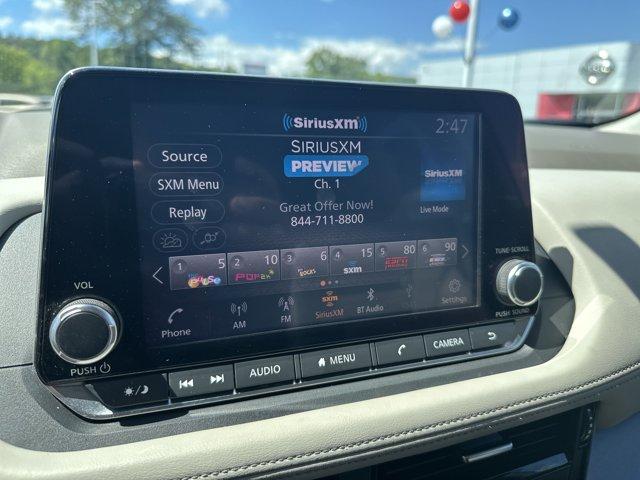 SiriusXM
2:47
SIRIUSXM
PREVIEW
Ch. 1
Great Offer Now!
844-711-8800
Source
SXM Menu
Replay
SiriusXM
Live Mode
1 5
2 10
3 6
4 15
5 80
6 90
sxm
Phone
AM
FM
sxm
SiriusXM
BT Audio
Settings
VOL
PUSH
TUNE·SCROLL
PUSH SOUND
AUDIO
MENU
CAMERA